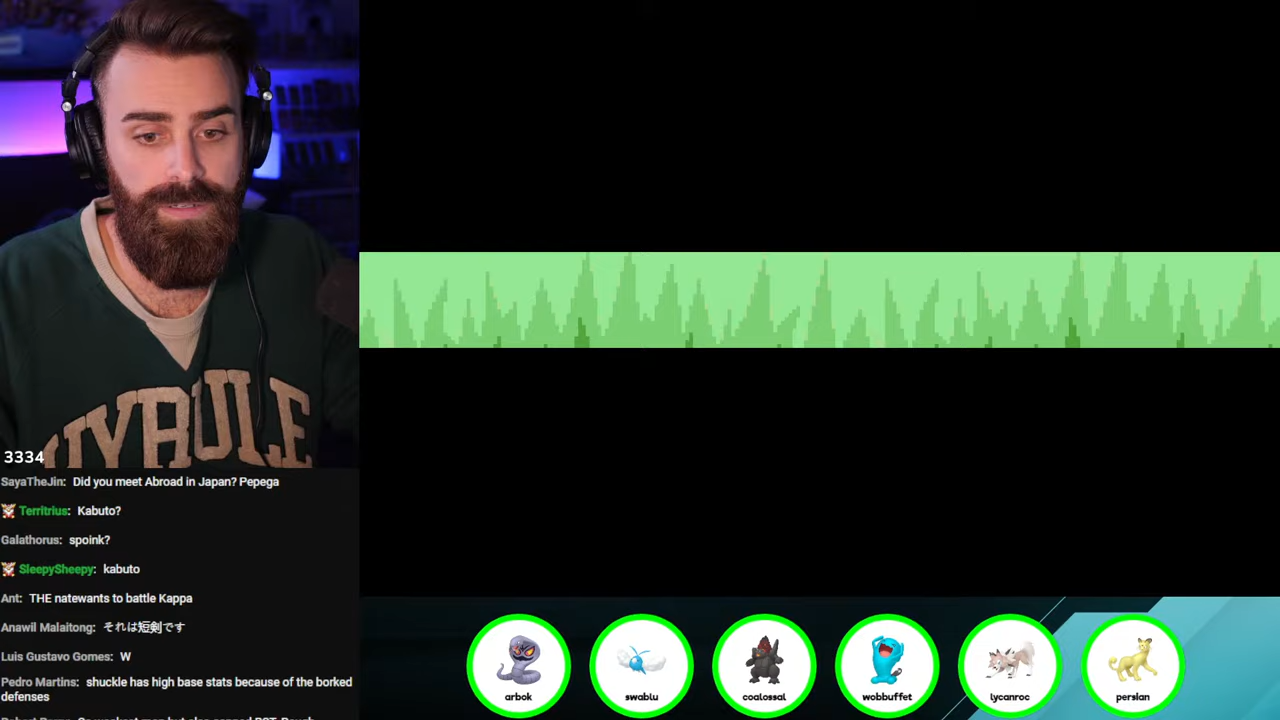 HYRULE
3334
SayaTheJin: Did you meet Abroad in Japan? Pepega
Territrius: Kabuto?
Galathorus: spoink?
SleepySheepy: kabuto
Ant: THE natewants to battle Kappa
Anawil Malaitong: それは短剣です
Luis Gustavo Gomes: W
Pedro Martins: shuckle has high base stats because of the borked
defenses
arbok
swablu
coalossal
wobbuffet
lycanroc
persian